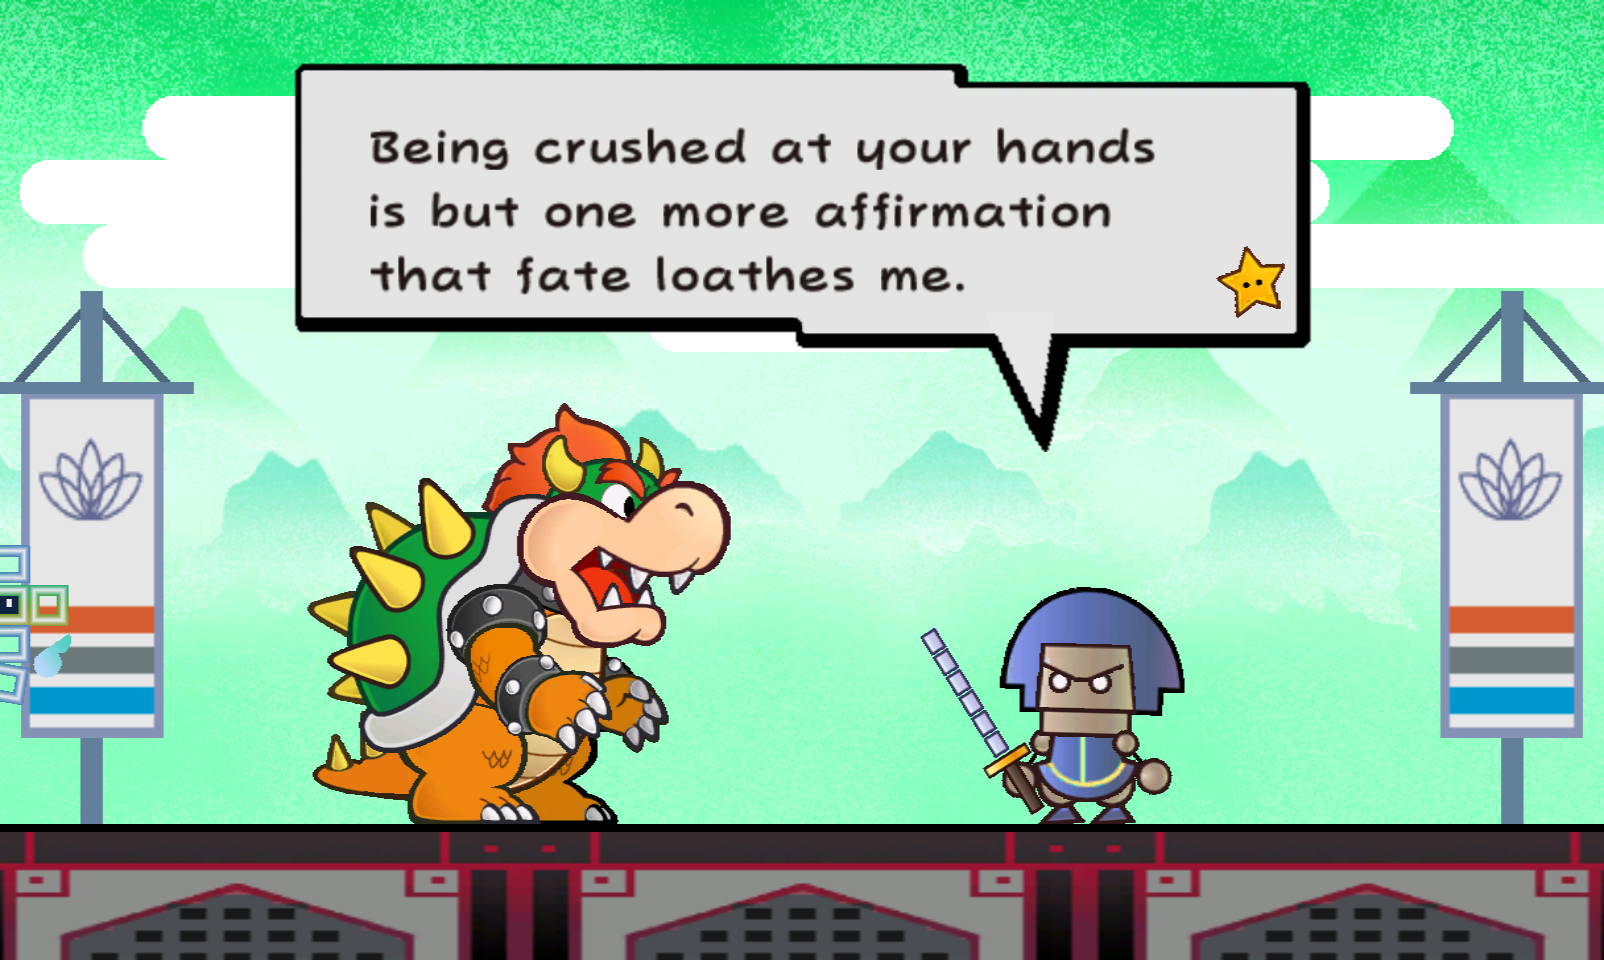 Being crushed at your hands
is but one more affirmation
that fate loathes me.